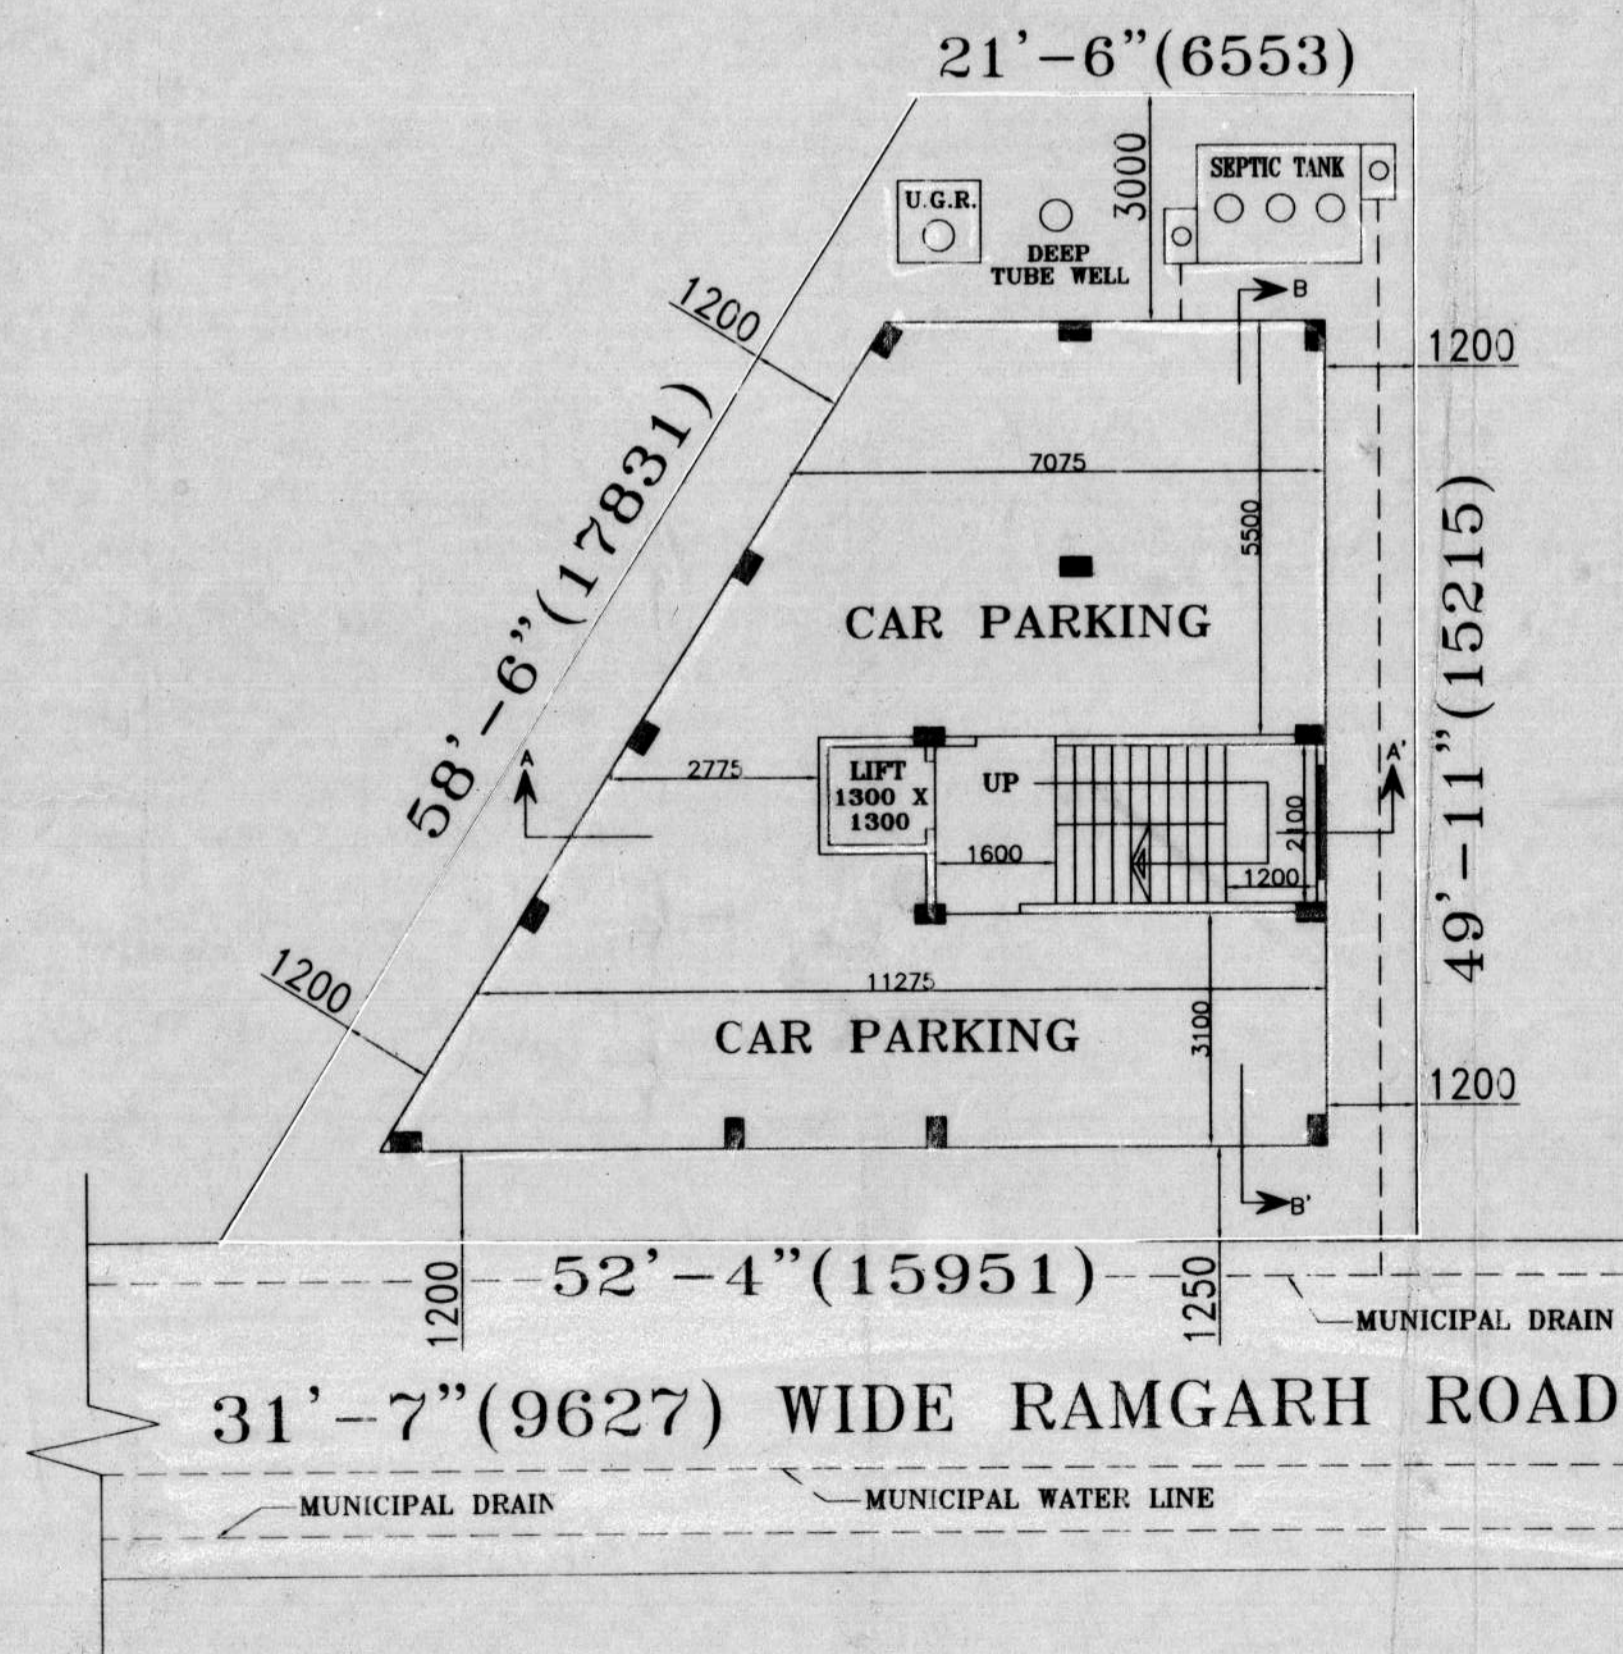 21'-6"(6553)
3000
SEPTIC TANK
U.G.R.
DEEP
TUBE WELL
B
1200
1200
7075
5500
58'-6"(17831)
49'-11"(15215)
CAR PARKING
A
2775
LIFT
1300 X
1300
UP
A'
2100
1600
1200
1200
11275
3100
CAR PARKING
1200
B'
1200
52'-4"(15951)
1250
MUNICIPAL DRAIN
31'-7"(9627) WIDE RAMGARH ROAD
MUNICIPAL DRAIN
MUNICIPAL WATER LINE